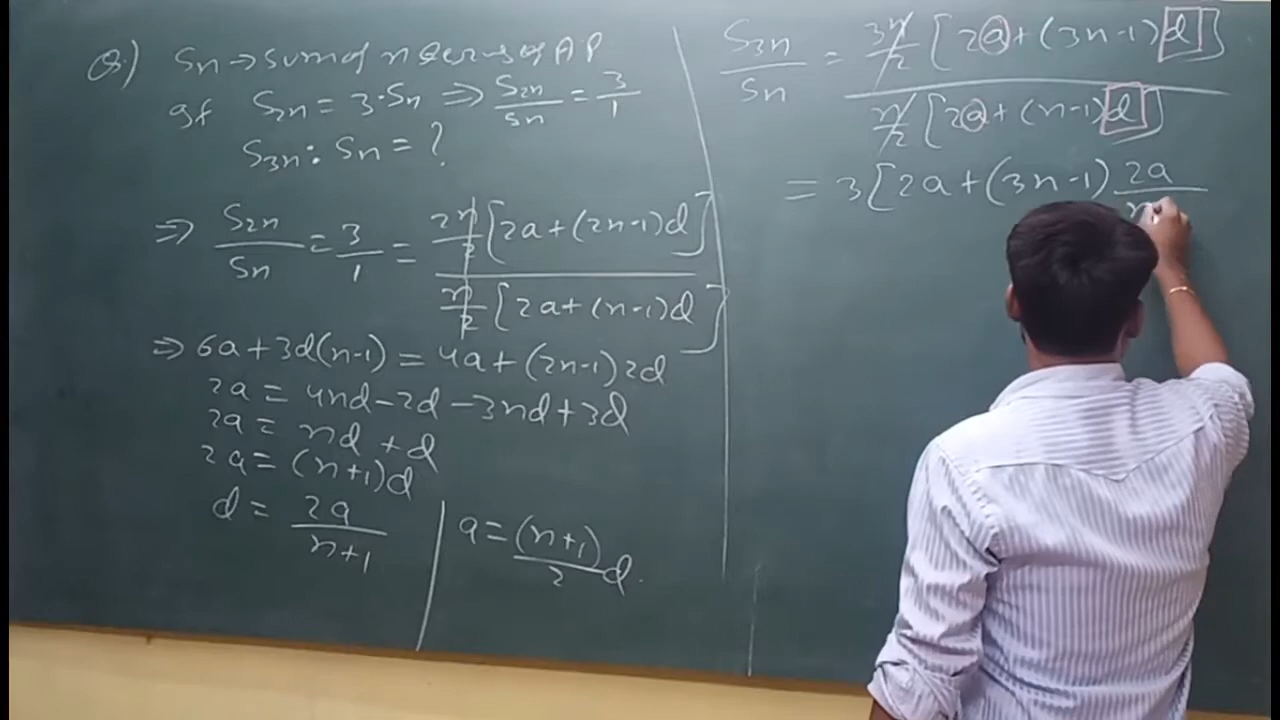 Q.) Sn → sum of n terms of AP
If S2n = 3·Sn ⇒ S2n/Sn = 3/1
S3n : Sn = ?
⇒ S2n/Sn = 3/1 = 2n/2 [2a+(2n-1)d] / n/2 [2a+(n-1)d]
⇒ 6a+3d(n-1) = 4a+(2n-1)2d
2a = 4nd-2d-3nd+3d
2a = nd+d
2a = (n+1)d
d = 2a/n+1
a = (n+1)/2 d.
S3n/Sn = 3n/2 [2a+(3n-1)d] / n/2 [2a+(n-1)d]
= 3[2a+(3n-1) 2a/n